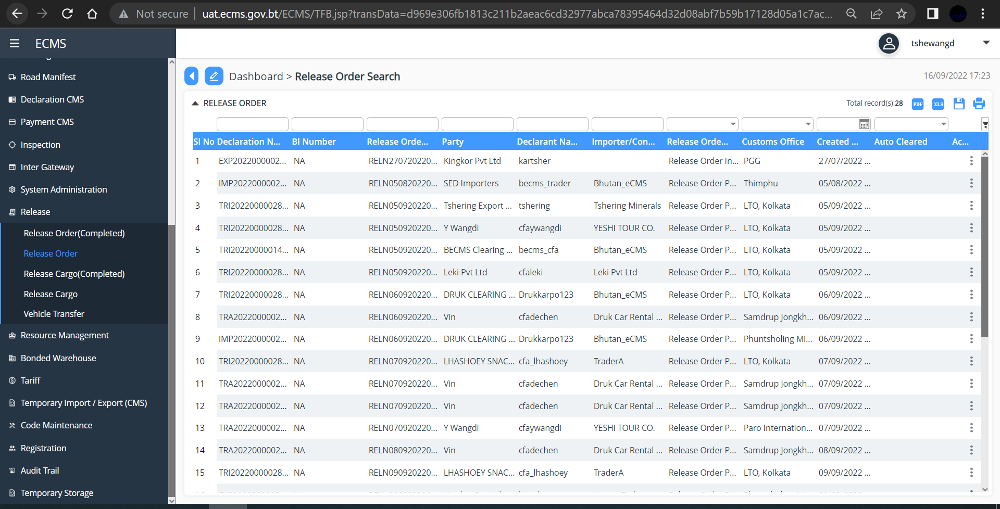 Not secure | uat.ecms.gov.bt/ECMS/TFB.jsp?transData=d969e306fb1813c211b2aeac6cd32977abca78395464d32d08abf7b59b17128d05a1c7ac...
ECMS
tshewangd
Road Manifest
Declaration CMS
Payment CMS
Inspection
Inter Gateway
System Administration
Release
Release Order(Completed)
Release Order
Release Cargo(Completed)
Release Cargo
Vehicle Transfer
Resource Management
Bonded Warehouse
Tariff
Temporary Import / Export (CMS)
Code Maintenance
Registration
Audit Trail
Temporary Storage
Dashboard > Release Order Search
16/09/2022 17:23
RELEASE ORDER
Total record(s):28
PDF
XLS
Sl No Declaration N... Bl Number Release Orde... Party Declarant Na... Importer/Con... Release Orde... Customs Office Created ... Auto Cleared Ac...
1 EXP2022000002... NA RELN270720220... Kingkor Pvt Ltd kartsher Release Order In... PGG 27/07/2022 ...
2 IMP2022000002... NA RELN050820220... SED Importers becms_trader Bhutan_eCMS Release Order P... Thimphu 05/08/2022 ...
3 TRI20220000028... NA RELN050920220... Tshering Export ... tshering Tshering Minerals Release Order P... LTO, Kolkata 05/09/2022 ...
4 TRI20220000028... NA RELN050920220... Y Wangdi cfaywangdi YESHI TOUR CO. Release Order P... LTO, Kolkata 05/09/2022 ...
5 TRI20220000014... NA RELN050920220... BECMS Clearing ... becms_cfa Bhutan_eCMS Release Order P... LTO, Kolkata 05/09/2022 ...
6 TRI20220000028... NA RELN050920220... Leki Pvt Ltd cfaleki Leki Pvt Ltd Release Order P... LTO, Kolkata 05/09/2022 ...
7 TRI20220000028... NA RELN060920220... DRUK CLEARING ... Drukkarpo123 Bhutan_eCMS Release Order P... LTO, Kolkata 06/09/2022 ...
8 TRA2022000002... NA RELN060920220... Vin cfadechen Druk Car Rental ... Release Order P... Samdrup Jongkh... 06/09/2022 ...
9 IMP2022000002... NA RELN060920220... DRUK CLEARING ... Drukkarpo123 Bhutan_eCMS Release Order P... Phuntsholing Mi... 06/09/2022 ...
10 TRI20220000028... NA RELN070920220... LHASHOEY SNAC... cfa_lhashoey TraderA Release Order P... LTO, Kolkata 07/09/2022 ...
11 TRA2022000002... NA RELN070920220... Vin cfadechen Druk Car Rental ... Release Order P... Samdrup Jongkh... 07/09/2022 ...
12 TRA2022000002... NA RELN070920220... Vin cfadechen Druk Car Rental ... Release Order P... Samdrup Jongkh... 07/09/2022 ...
13 TRA2022000002... NA RELN070920220... Y Wangdi cfaywangdi YESHI TOUR CO. Release Order P... Paro Internation... 07/09/2022 ...
14 TRA2022000002... NA RELN080920220... Vin cfadechen Druk Car Rental ... Release Order P... Samdrup Jongkh... 08/09/2022 ...
15 TRI20220000028... NA RELN090920220... LHASHOEY SNAC... cfa_lhashoey TraderA Release Order P... LTO, Kolkata 09/09/2022 ...